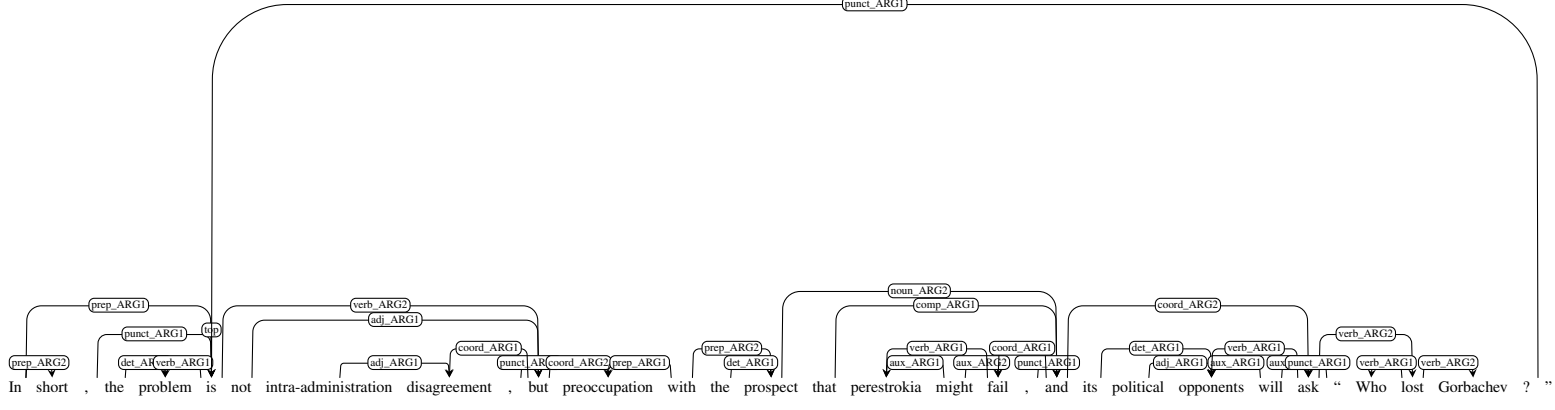 punct_ARG1
noun_ARG2
prep_ARG1 verb_ARG2 comp_ARG1 coord_ARG2
adj_ARG1
punct_ARG1 top verb_ARG2
coord_ARG1 prep_ARG2 verb_ARG1 coord_ARG1 det_ARG1 verb_ARG1
prep_ARG2 verb_ARG1 adj_ARG1 coord_ARG2 prep_ARG1 det_ARG1 aux_ARG1 aux_ARG2 punct_ARG1 adj_ARG1 aux_ARG1 punct_ARG1 verb_ARG1 verb_ARG2
In short , the problem is not intra-administration disagreement , but preoccupation with the prospect that perestrokia might fail , and its political opponents will ask “ Who lost Gorbachev ? ”